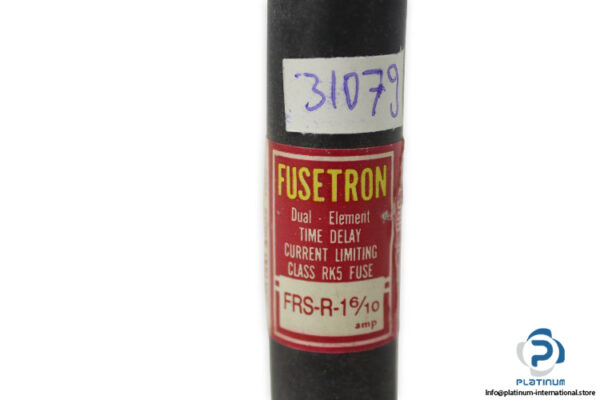 31079
FUSETRON
Dual - Element
TIME DELAY
CURRENT LIMITING
CLASS RK5 FUSE
FRS-R-1 6/10
amp
PLATINUM
Info@platinum-international.store